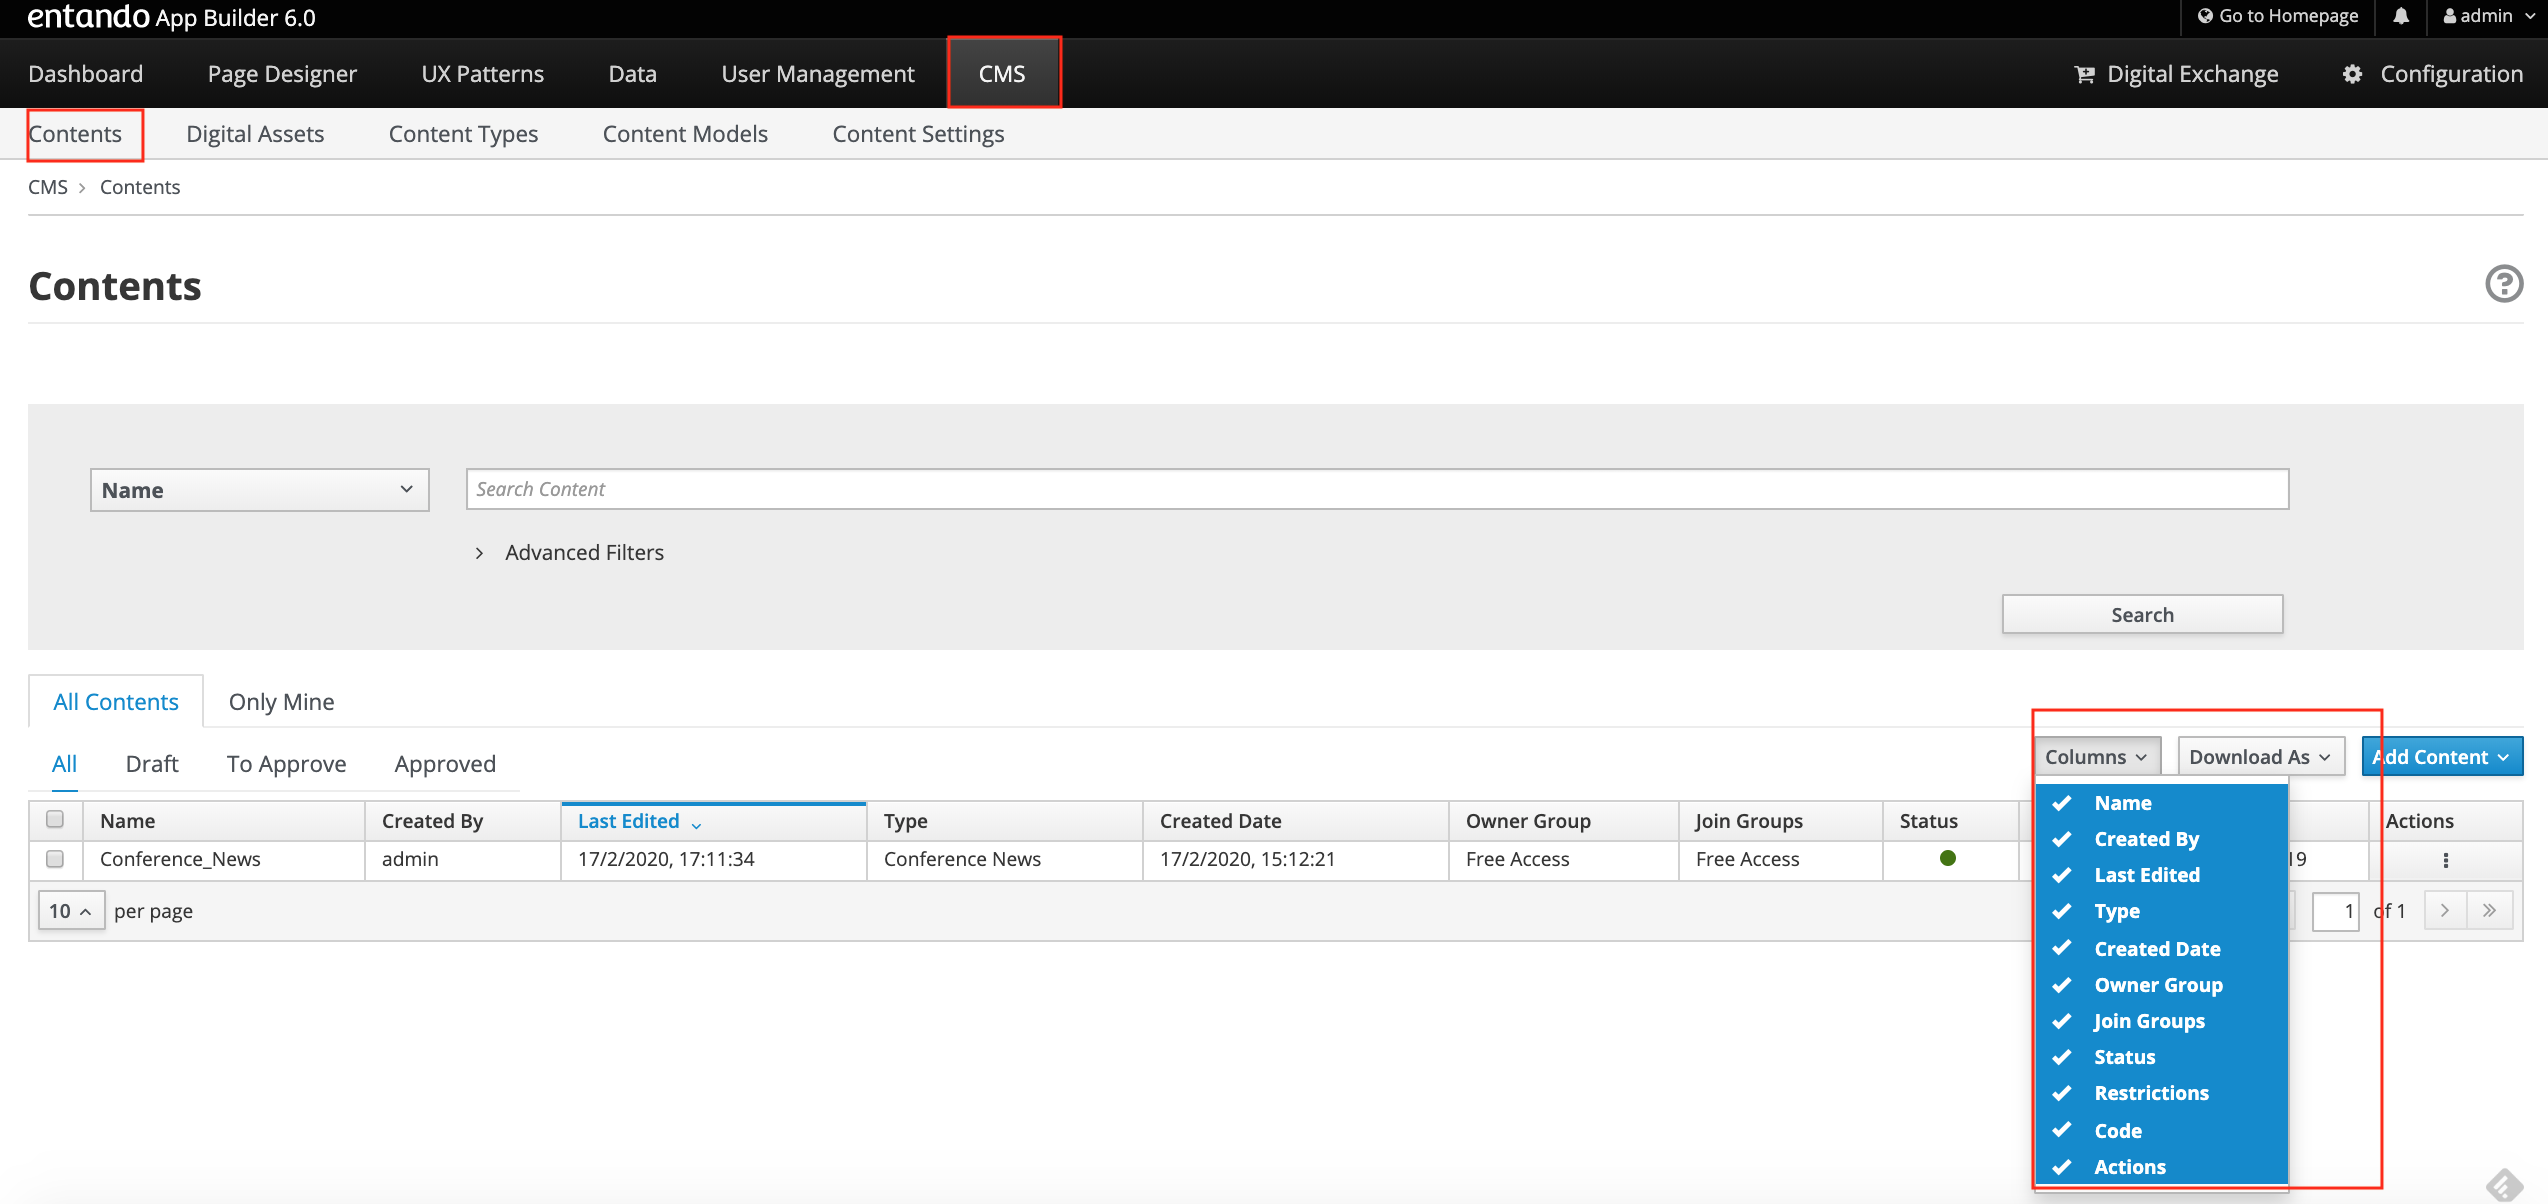 entando App Builder 6.0 Go to Homepage admin
Dashboard Page Designer UX Patterns Data User Management CMS Digital Exchange Configuration
Contents Digital Assets Content Types Content Models Content Settings
CMS > Contents
Contents
Name Search Content
Advanced Filters
Search
All Contents Only Mine
All Draft To Approve Approved Columns Download As Add Content
Name Created By Last Edited Type Created Date Owner Group Join Groups Status Actions
Conference_News admin 17/2/2020, 17:11:34 Conference News 17/2/2020, 15:12:21 Free Access Free Access 19
10 per page 1 of 1
Name
Created By
Last Edited
Type
Created Date
Owner Group
Join Groups
Status
Restrictions
Code
Actions